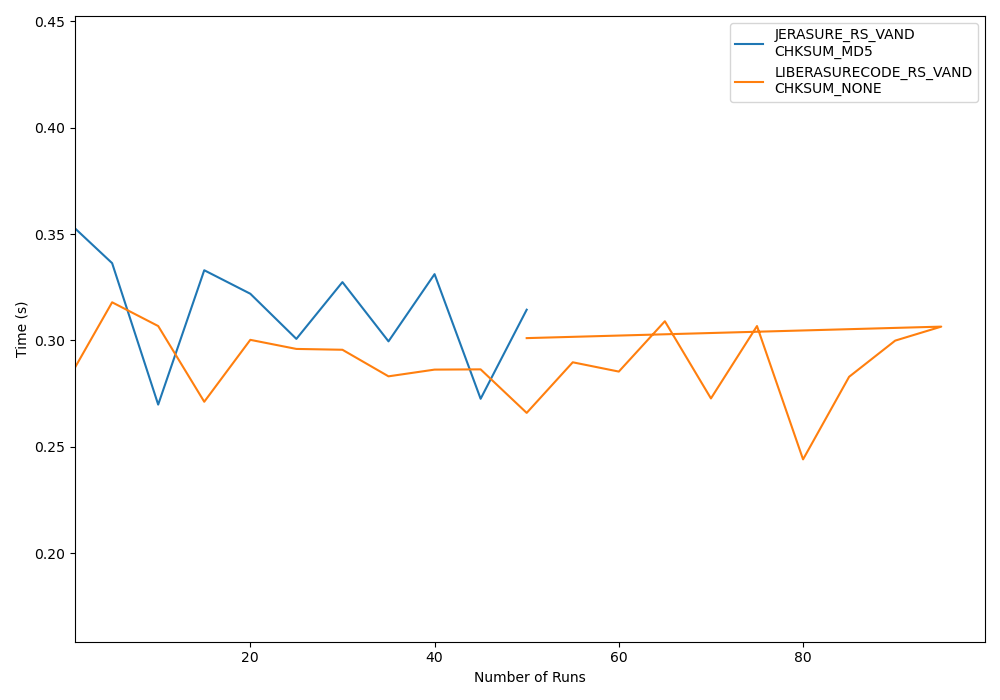 JERASURE_RS_VAND
CHKSUM_MD5
LIBERASURECODE_RS_VAND
CHKSUM_NONE
0.45
0.40
0.35
0.30
0.25
0.20
Time (s)
20
40
60
80
Number of Runs